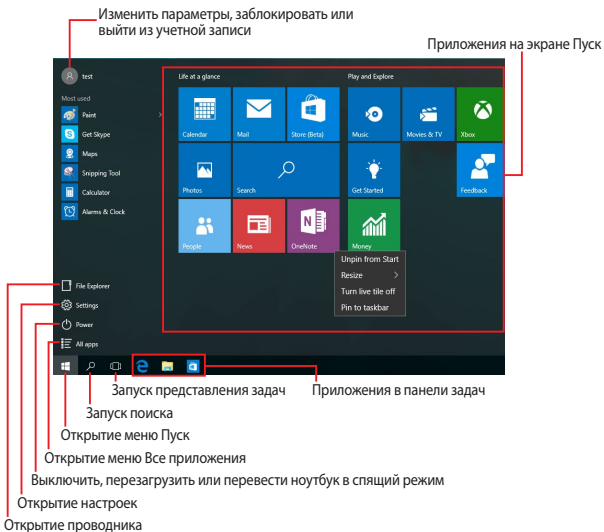 Изменить параметры, заблокировать или
выйти из учетной записи
Приложения на экране Пуск
test
Life at a glance
Play and Explore
Most used
Paint
Get Skype
Maps
Snipping Tool
Calculator
Alarms & Clock
Calendar
Mail
Store (Beta)
Music
Movies & TV
Xbox
Photos
Search
Get Started
Feedback
People
News
OneNote
Money
Unpin from Start
Resize
Turn live tile off
Pin to taskbar
File Explorer
Settings
Power
All apps
Запуск представления задач
Приложения в панели задач
Запуск поиска
Открытие меню Пуск
Открытие меню Все приложения
Выключить, перезагрузить или перевести ноутбук в спящий режим
Открытие настроек
Открытие проводника